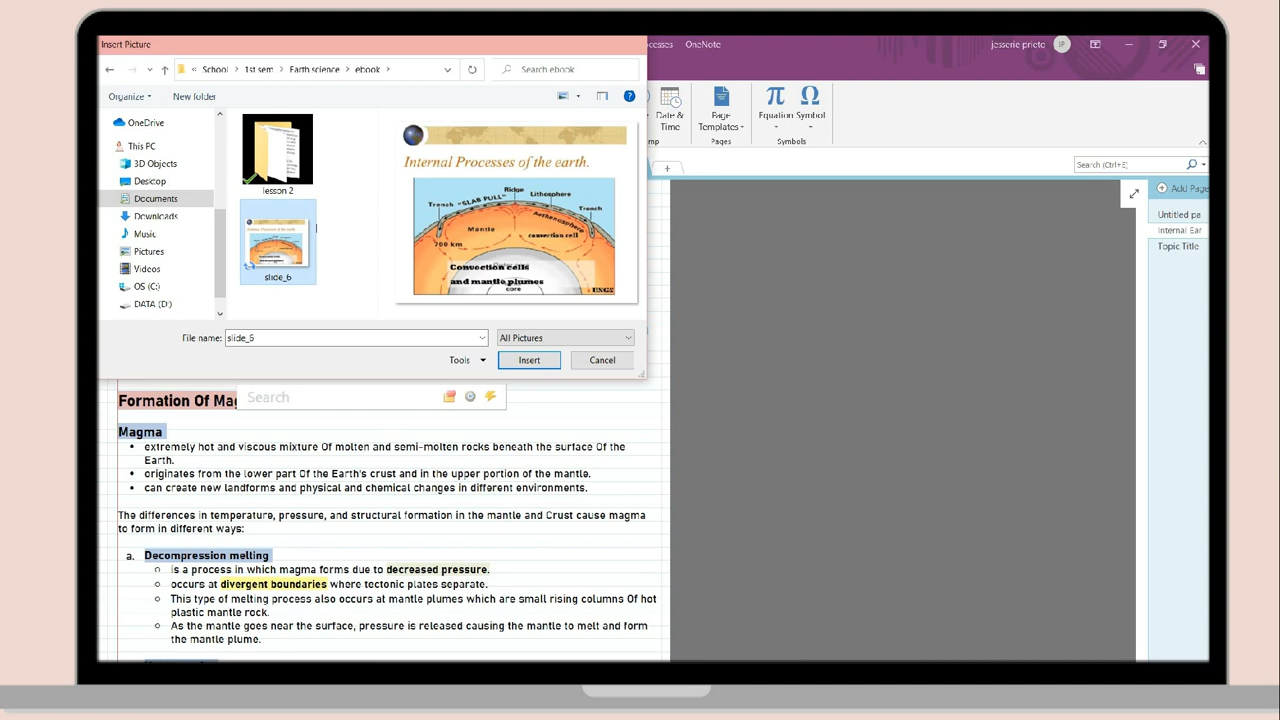 Insert Picture
cesses OneNote
jesserie prieto JP
« School > 1st sem > Earth science > ebook >
Search ebook
Organize New folder
OneDrive
This PC
3D Objects
Desktop
Documents
Downloads
Music
Pictures
Videos
OS (C:)
DATA (D:)
lesson 2
slide_6
Internal Processes of the earth.
Ridge Lithosphere
Trench "SLAB PULL" Trench
Asthenosphere
Mantle convection cell
700 km
Convection cells
and mantle plumes
core
USGS
File name: slide_6 All Pictures
Tools Insert Cancel
Date & Time
Page Templates
Equation Symbol
mp Pages Symbols
Search (Ctrl+E)
Add Page
Untitled pa
Internal Ear
Topic Title
Formation Of Mag
Search
Magma
• extremely hot and viscous mixture Of molten and semi-molten rocks beneath the surface Of the
Earth.
• originates from the lower part Of the Earth's crust and in the upper portion of the mantle.
• can create new landforms and physical and chemical changes in different environments.
The differences in temperature, pressure, and structural formation in the mantle and Crust cause magma
to form in different ways:
a. Decompression melting
○ is a process in which magma forms due to decreased pressure.
○ occurs at divergent boundaries where tectonic plates separate.
○ This type of melting process also occurs at mantle plumes which are small rising columns Of hot
plastic mantle rock.
○ As the mantle goes near the surface, pressure is released causing the mantle to melt and form
the mantle plume.